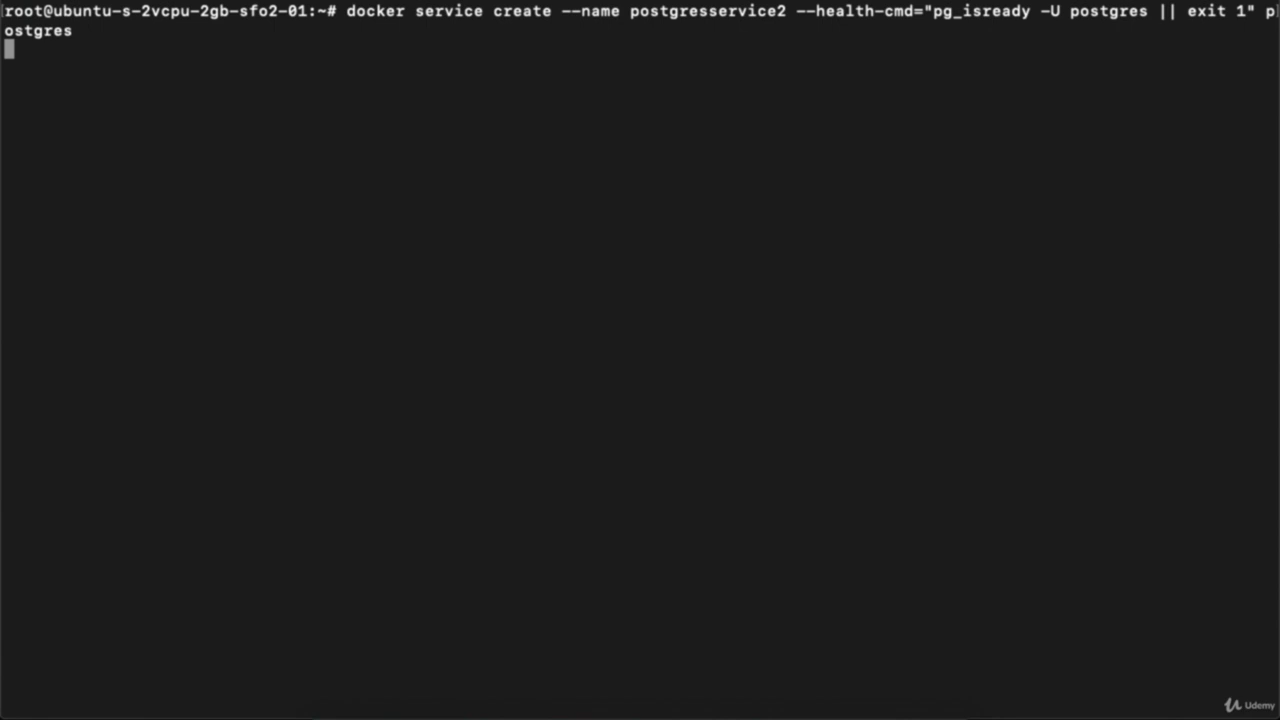 root@ubuntu-s-2vcpu-2gb-sfo2-01:~# docker service create --name postgresservice2 --health-cmd="pg_isready -U postgres || exit 1" p
ostgres
Udemy